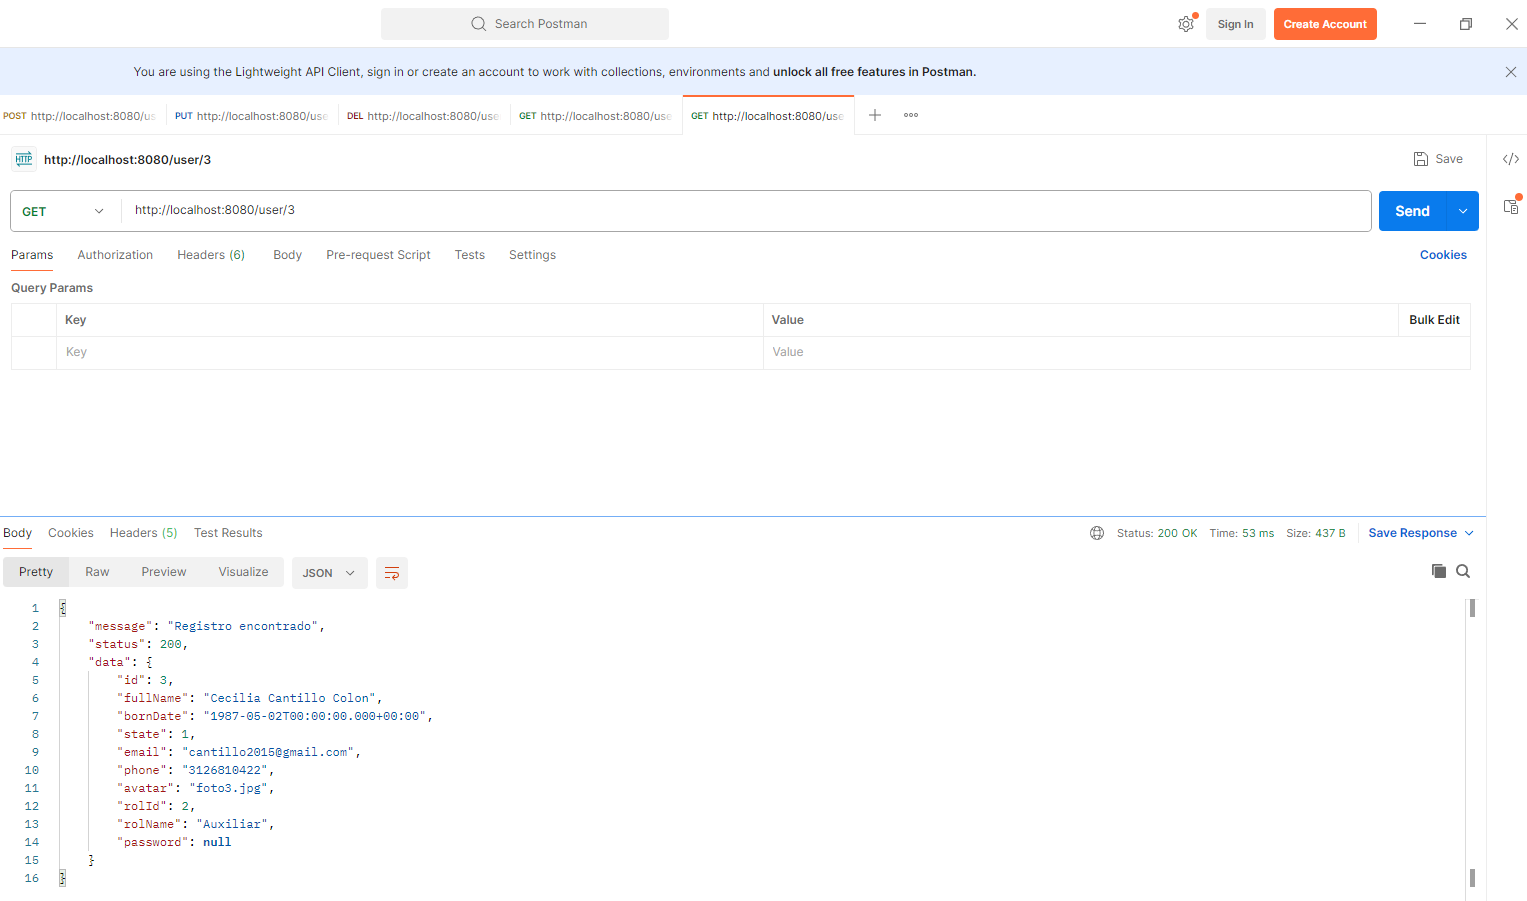 Search Postman
Sign In
Create Account
You are using the Lightweight API Client, sign in or create an account to work with collections, environments and unlock all free features in Postman.
POST http://localhost:8080/us
PUT http://localhost:8080/use
DEL http://localhost:8080/use
GET http://localhost:8080/use
GET http://localhost:8080/use
HTTP http://localhost:8080/user/3
Save
GET http://localhost:8080/user/3
Send
Params Authorization Headers (6) Body Pre-request Script Tests Settings
Cookies
Query Params
Key Value Bulk Edit
Key Value
Body Cookies Headers (5) Test Results
Status: 200 OK Time: 53 ms Size: 437 B
Save Response
Pretty Raw Preview Visualize
JSON
1 {
2 "message": "Registro encontrado",
3 "status": 200,
4 "data": {
5 "id": 3,
6 "fullName": "Cecilia Cantillo Colon",
7 "bornDate": "1987-05-02T00:00:00.000+00:00",
8 "state": 1,
9 "email": "cantillo2015@gmail.com",
10 "phone": "3126810422",
11 "avatar": "foto3.jpg",
12 "rolId": 2,
13 "rolName": "Auxiliar",
14 "password": null
15 }
16 }